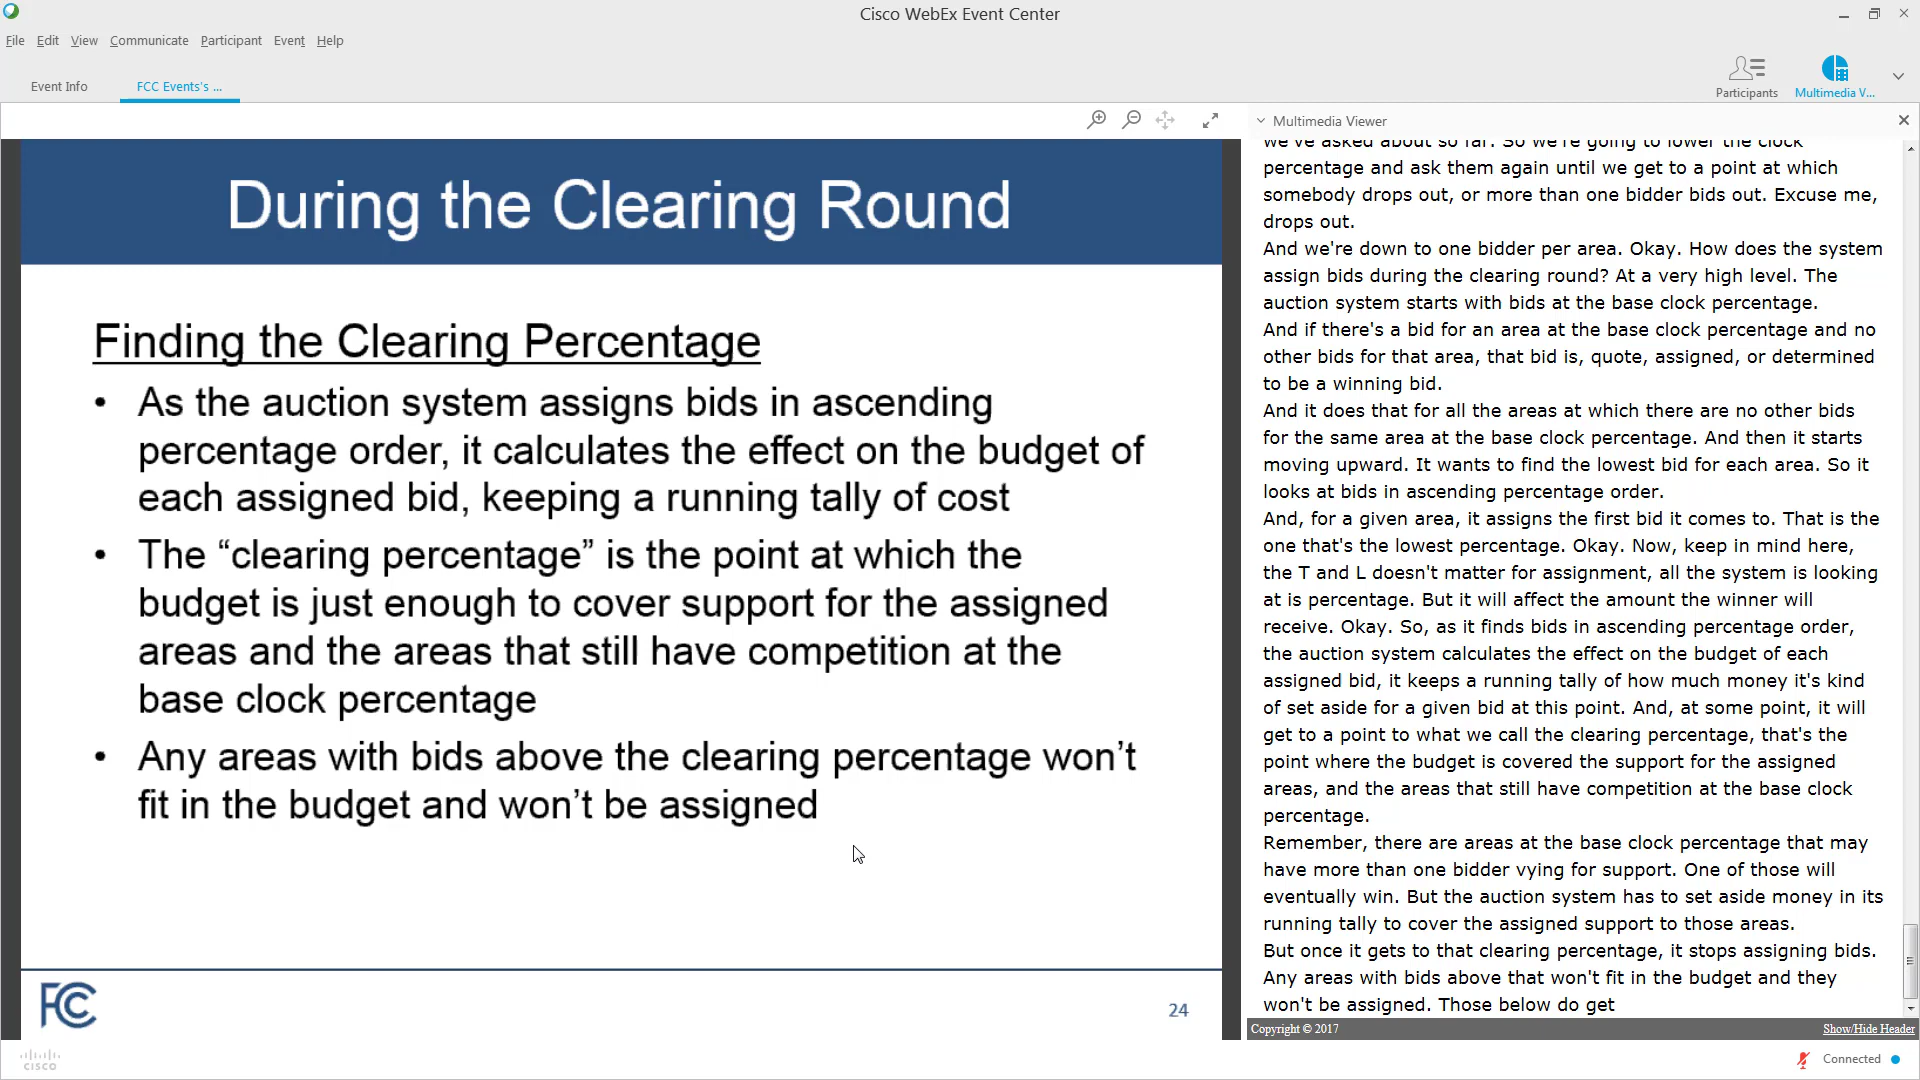 Cisco WebEx Event Center
File Edit View Communicate Participant Event Help
Event Info
FCC Events's ...
Participants
Multimedia V...
During the Clearing Round
Finding the Clearing Percentage
• As the auction system assigns bids in ascending
percentage order, it calculates the effect on the budget of
each assigned bid, keeping a running tally of cost
• The “clearing percentage” is the point at which the
budget is just enough to cover support for the assigned
areas and the areas that still have competition at the
base clock percentage
• Any areas with bids above the clearing percentage won’t
fit in the budget and won’t be assigned
FCC
24
cisco
Multimedia Viewer
we've asked about so far. So we're going to lower the clock
percentage and ask them again until we get to a point at which
somebody drops out, or more than one bidder bids out. Excuse me,
drops out.
And we're down to one bidder per area. Okay. How does the system
assign bids during the clearing round? At a very high level. The
auction system starts with bids at the base clock percentage.
And if there's a bid for an area at the base clock percentage and no
other bids for that area, that bid is, quote, assigned, or determined
to be a winning bid.
And it does that for all the areas at which there are no other bids
for the same area at the base clock percentage. And then it starts
moving upward. It wants to find the lowest bid for each area. So it
looks at bids in ascending percentage order.
And, for a given area, it assigns the first bid it comes to. That is the
one that's the lowest percentage. Okay. Now, keep in mind here,
the T and L doesn't matter for assignment, all the system is looking
at is percentage. But it will affect the amount the winner will
receive. Okay. So, as it finds bids in ascending percentage order,
the auction system calculates the effect on the budget of each
assigned bid, it keeps a running tally of how much money it's kind
of set aside for a given bid at this point. And, at some point, it will
get to a point to what we call the clearing percentage, that's the
point where the budget is covered the support for the assigned
areas, and the areas that still have competition at the base clock
percentage.
Remember, there are areas at the base clock percentage that may
have more than one bidder vying for support. One of those will
eventually win. But the auction system has to set aside money in its
running tally to cover the assigned support to those areas.
But once it gets to that clearing percentage, it stops assigning bids.
Any areas with bids above that won't fit in the budget and they
won't be assigned. Those below do get
Copyright © 2017
Show/Hide Header
Connected